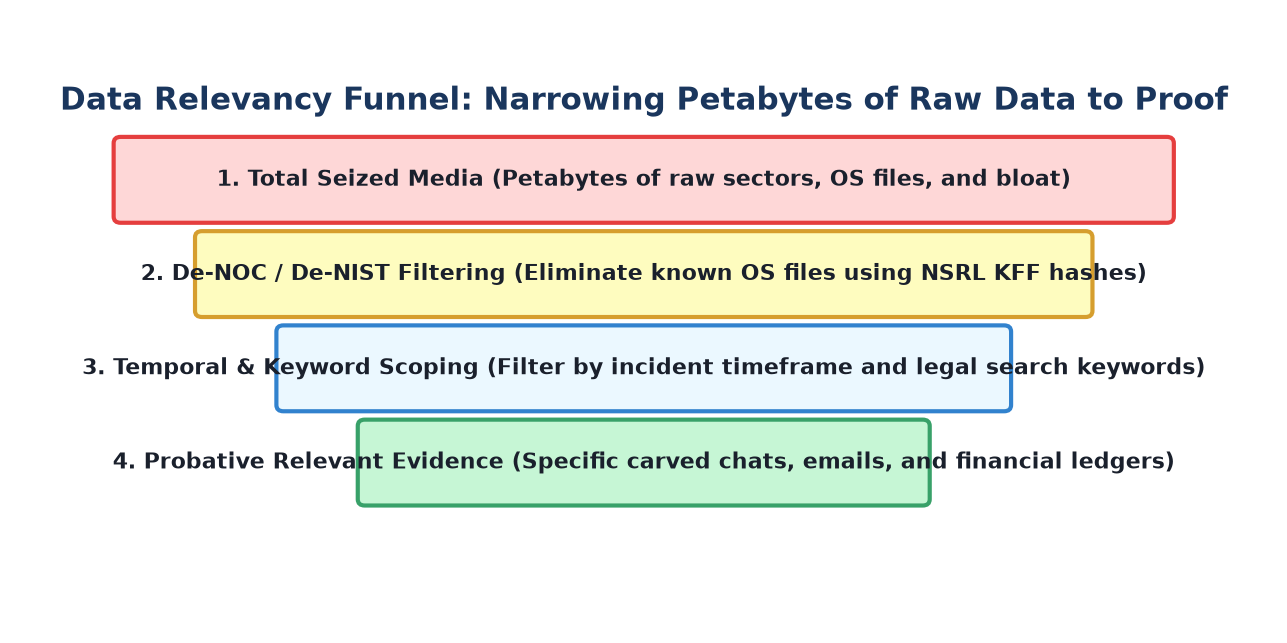 Data Relevancy Funnel: Narrowing Petabytes of Raw Data to Proof
1. Total Seized Media (Petabytes of raw sectors, OS files, and bloat)
2. De-NOC / De-NIST Filtering (Eliminate known OS files using NSRL KFF hashes)
3. Temporal & Keyword Scoping (Filter by incident timeframe and legal search keywords)
4. Probative Relevant Evidence (Specific carved chats, emails, and financial ledgers)